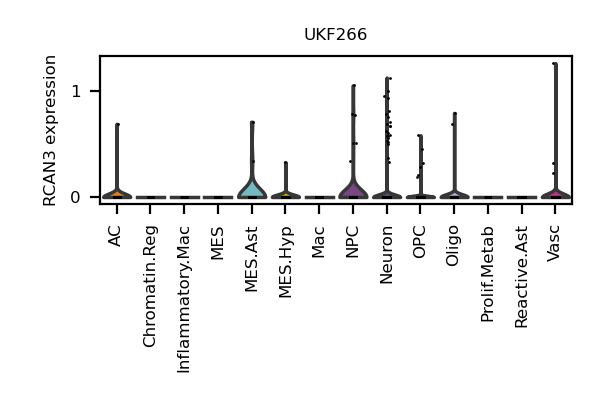 UKF266
RCAN3 expression
1
0
AC
Chromatin.Reg
Inflammatory.Mac
MES
MES.Ast
MES.Hyp
Mac
NPC
Neuron
OPC
Oligo
Prolif.Metab
Reactive.Ast
Vasc